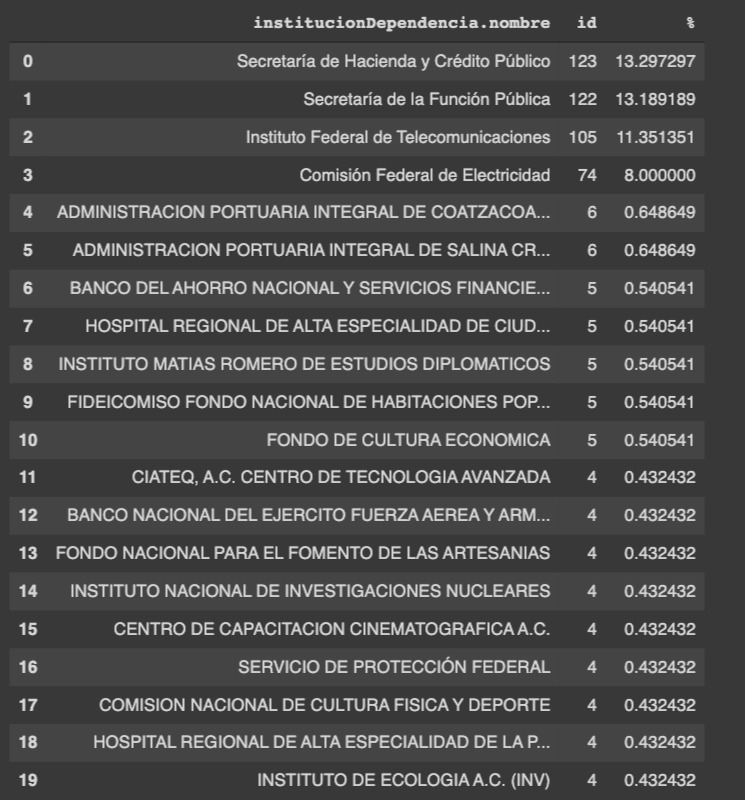 institucionDependencia.nombre id %
0 Secretaría de Hacienda y Crédito Público 123 13.297297
1 Secretaría de la Función Pública 122 13.189189
2 Instituto Federal de Telecomunicaciones 105 11.351351
3 Comisión Federal de Electricidad 74 8.000000
4 ADMINISTRACION PORTUARIA INTEGRAL DE COATZACOA... 6 0.648649
5 ADMINISTRACION PORTUARIA INTEGRAL DE SALINA CR... 6 0.648649
6 BANCO DEL AHORRO NACIONAL Y SERVICIOS FINANCIE... 5 0.540541
7 HOSPITAL REGIONAL DE ALTA ESPECIALIDAD DE CIUD... 5 0.540541
8 INSTITUTO MATIAS ROMERO DE ESTUDIOS DIPLOMATICOS 5 0.540541
9 FIDEICOMISO FONDO NACIONAL DE HABITACIONES POP... 5 0.540541
10 FONDO DE CULTURA ECONOMICA 5 0.540541
11 CIATEQ, A.C. CENTRO DE TECNOLOGIA AVANZADA 4 0.432432
12 BANCO NACIONAL DEL EJERCITO FUERZA AEREA Y ARM... 4 0.432432
13 FONDO NACIONAL PARA EL FOMENTO DE LAS ARTESANIAS 4 0.432432
14 INSTITUTO NACIONAL DE INVESTIGACIONES NUCLEARES 4 0.432432
15 CENTRO DE CAPACITACION CINEMATOGRAFICA A.C. 4 0.432432
16 SERVICIO DE PROTECCIÓN FEDERAL 4 0.432432
17 COMISION NACIONAL DE CULTURA FISICA Y DEPORTE 4 0.432432
18 HOSPITAL REGIONAL DE ALTA ESPECIALIDAD DE LA P... 4 0.432432
19 INSTITUTO DE ECOLOGIA A.C. (INV) 4 0.432432